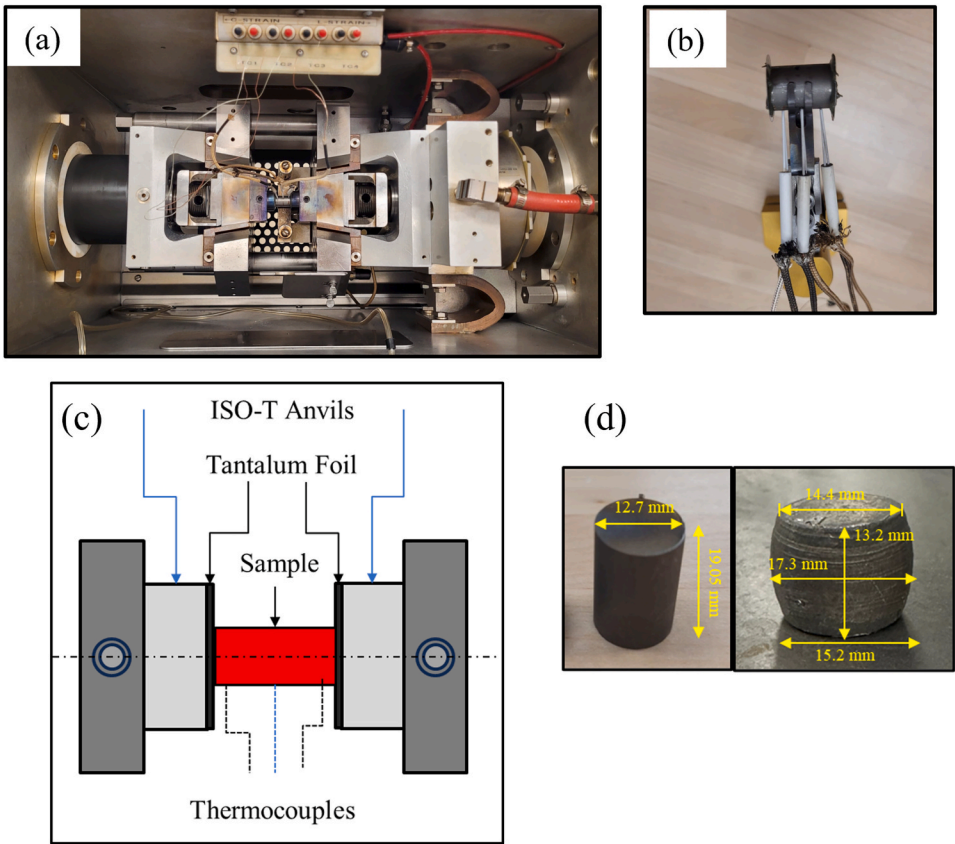 (a)
C-STRAIN
L-STRAIN
(b)
(c)
ISO-T Anvils
Tantalum Foil
Sample
Thermocouples
(d)
12.7 mm
19.05 mm
14.4 mm
13.2 mm
17.3 mm
15.2 mm